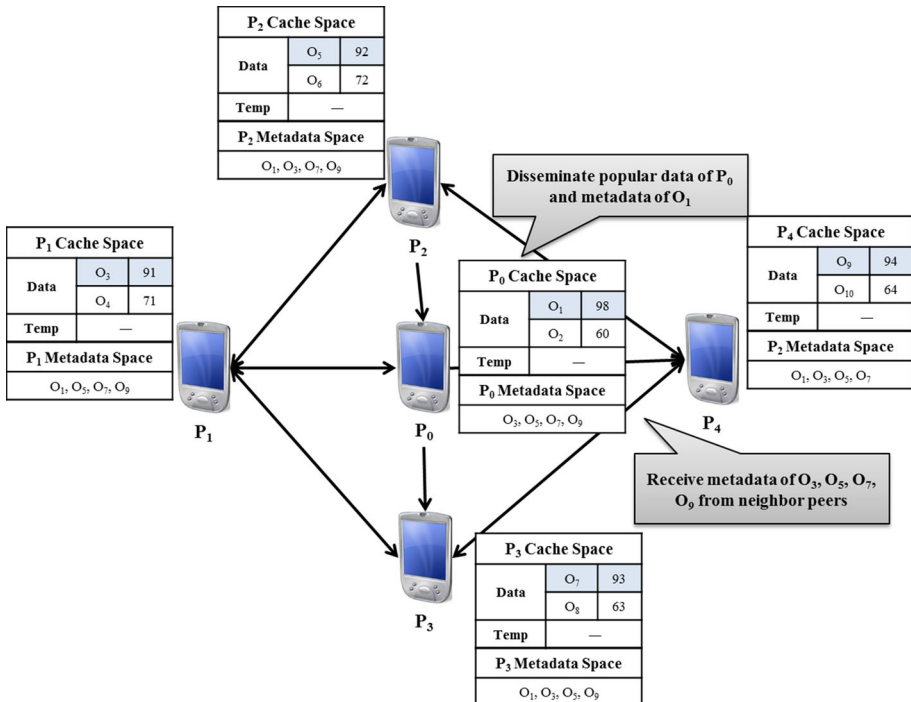 P₂ Cache Space
Data
O₅ 92
O₆ 72
Temp —
P₂ Metadata Space
O₁, O₃, O₇, O₉
P₂
Disseminate popular data of P₀
and metadata of O₁
P₁ Cache Space
Data
O₃ 91
O₄ 71
Temp —
P₁ Metadata Space
O₁, O₅, O₇, O₉
P₁
P₀ Cache Space
Data
O₁ 98
O₂ 60
Temp —
P₀ Metadata Space
O₃, O₅, O₇, O₉
P₀
P₄ Cache Space
Data
O₉ 94
O₁₀ 64
Temp —
P₂ Metadata Space
O₁, O₃, O₅, O₇
P₄
Receive metadata of O₃, O₅, O₇,
O₉ from neighbor peers
P₃ Cache Space
Data
O₇ 93
O₈ 63
Temp —
P₃ Metadata Space
O₁, O₃, O₅, O₉
P₃